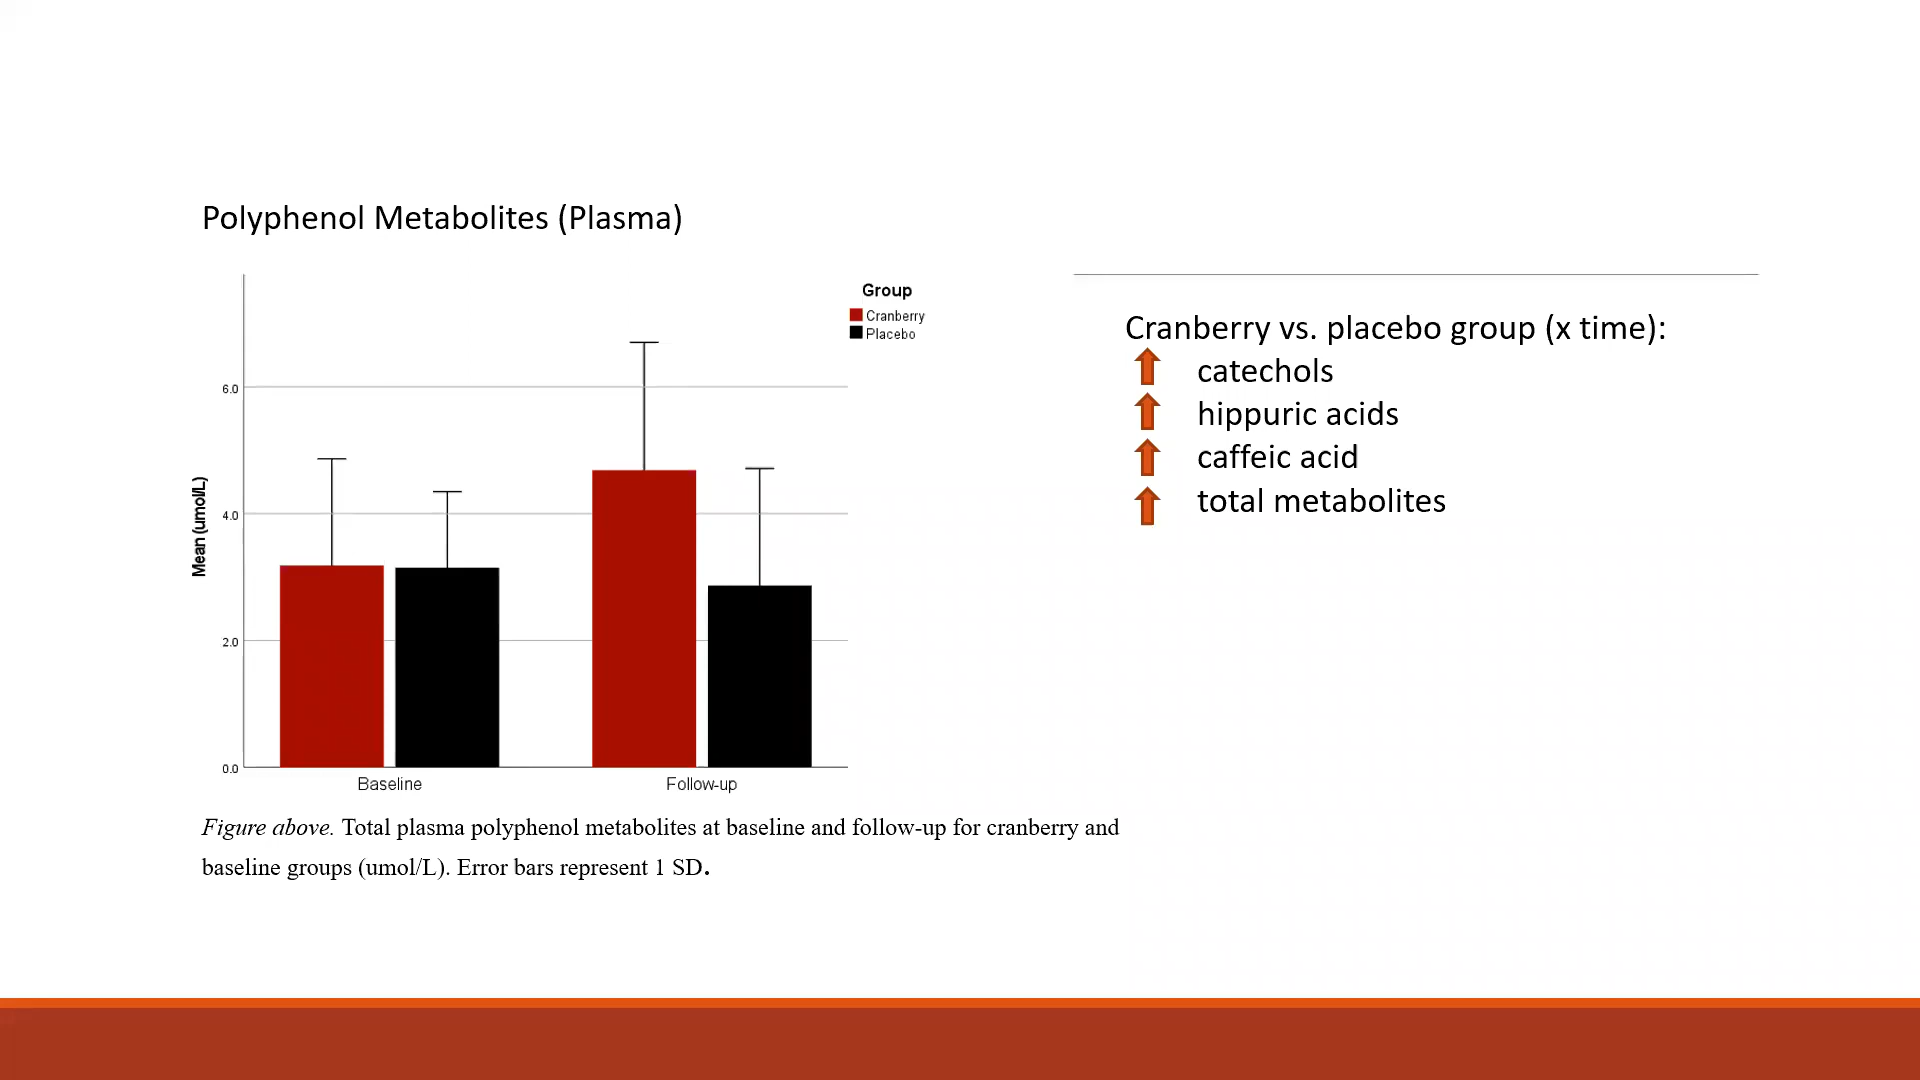 Polyphenol Metabolites (Plasma)
Group
Cranberry
Placebo
6.0
4.0
2.0
0.0
Mean (umol/L)
Baseline
Follow-up
Figure above. Total plasma polyphenol metabolites at baseline and follow-up for cranberry and
baseline groups (umol/L). Error bars represent 1 SD.
Cranberry vs. placebo group (x time):
catechols
hippuric acids
caffeic acid
total metabolites